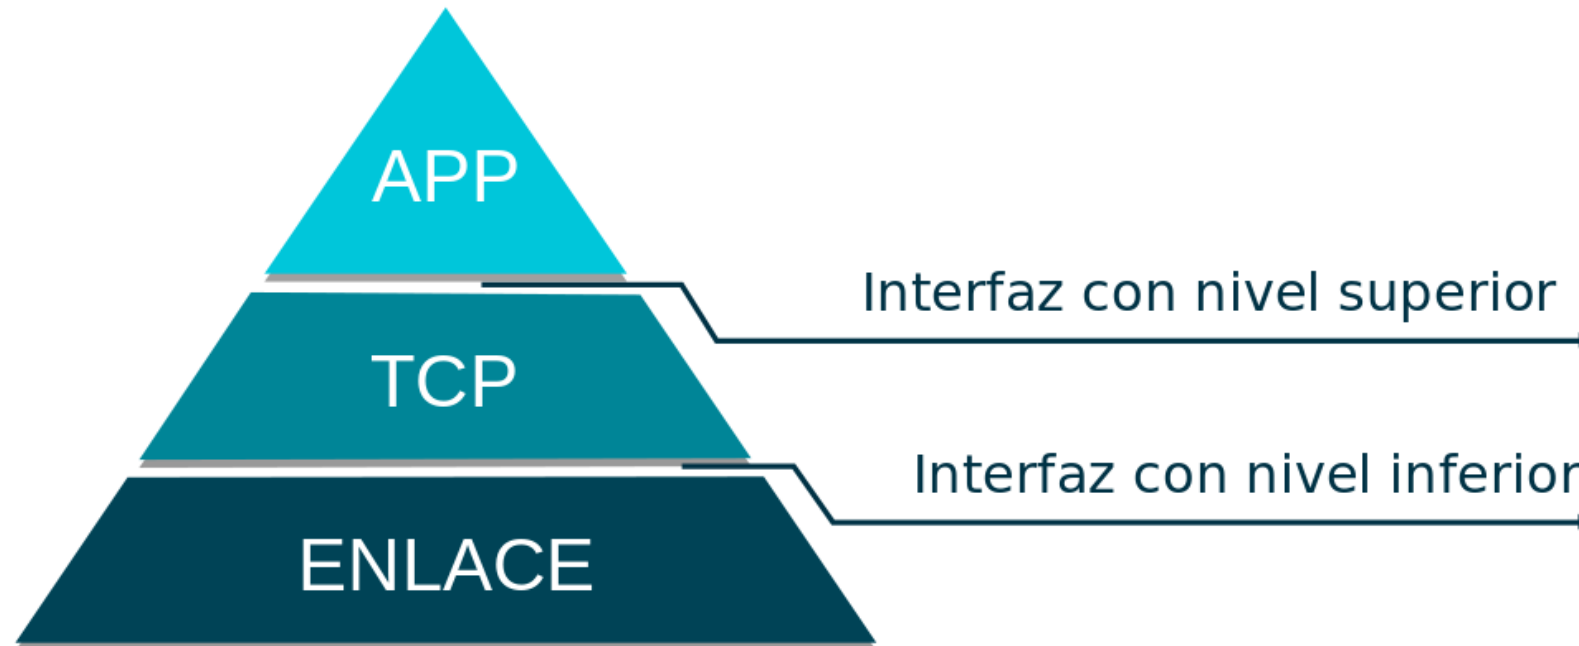 APP
Interfaz con nivel superior
TCP
Interfaz con nivel inferior
ENLACE